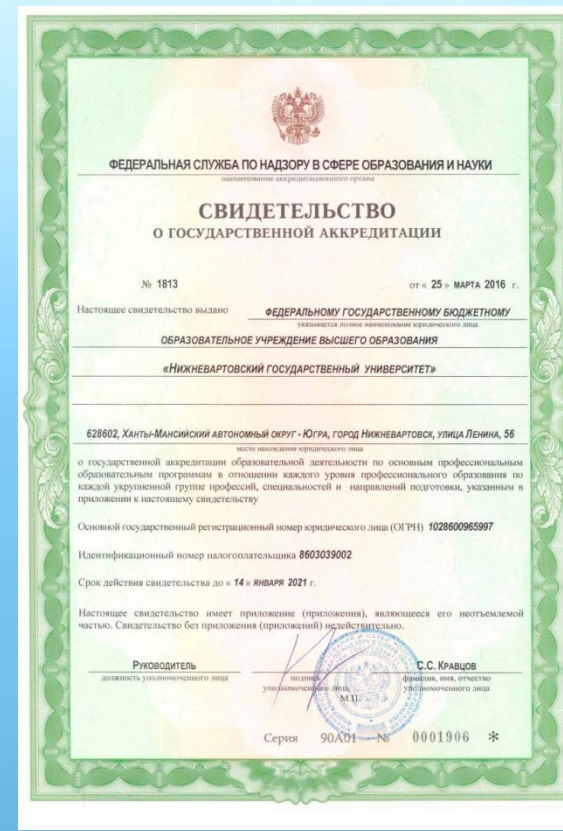 ФЕДЕРАЛЬНАЯ СЛУЖБА ПО НАДЗОРУ В СФЕРЕ ОБРАЗОВАНИЯ И НАУКИ
наименование аккредитационного органа
СВИДЕТЕЛЬСТВО
О ГОСУДАРСТВЕННОЙ АККРЕДИТАЦИИ
№ 1813 от « 25 » МАРТА 2016 г.
Настоящее свидетельство выдано ФЕДЕРАЛЬНОМУ ГОСУДАРСТВЕННОМУ БЮДЖЕТНОМУ
указывается полное наименование юридического лица
ОБРАЗОВАТЕЛЬНОЕ УЧРЕЖДЕНИЕ ВЫСШЕГО ОБРАЗОВАНИЯ
«НИЖНЕВАРТОВСКИЙ ГОСУДАРСТВЕННЫЙ УНИВЕРСИТЕТ»
628602, ХАНТЫ-МАНСИЙСКИЙ АВТОНОМНЫЙ ОКРУГ - ЮГРА, ГОРОД НИЖНЕВАРТОВСК, УЛИЦА ЛЕНИНА, 56
место нахождения юридического лица
о государственной аккредитации образовательной деятельности по основным профессиональным
образовательным программам в отношении каждого уровня профессионального образования по
каждой укрупненной группе профессий, специальностей и направлений подготовки, указанным в
приложении к настоящему свидетельству
Основной государственный регистрационный номер юридического лица (ОГРН) 1028600965997
Идентификационный номер налогоплательщика 8603039002
Срок действия свидетельства до « 14 » ЯНВАРЯ 2021 г.
Настоящее свидетельство имеет приложение (приложения), являющееся его неотъемлемой
частью. Свидетельство без приложения (приложений) недействительно.
РУКОВОДИТЕЛЬ С.С. КРАВЦОВ
должность уполномоченного лица подпись уполномоченного лица фамилия, имя, отчество уполномоченного лица
М.П.
Серия 90А01 № 0001906 *